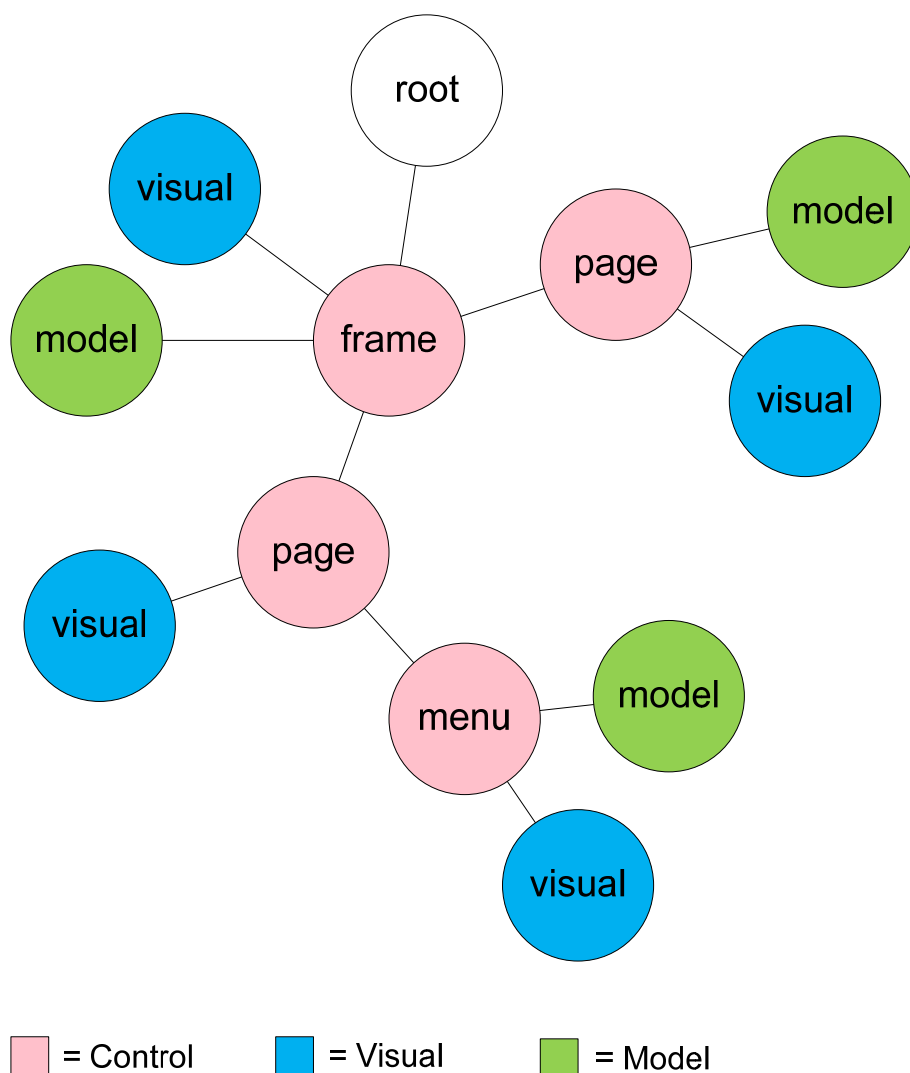 root
visual
model
page
model
frame
visual
page
visual
menu
model
visual
= Control
= Visual
= Model